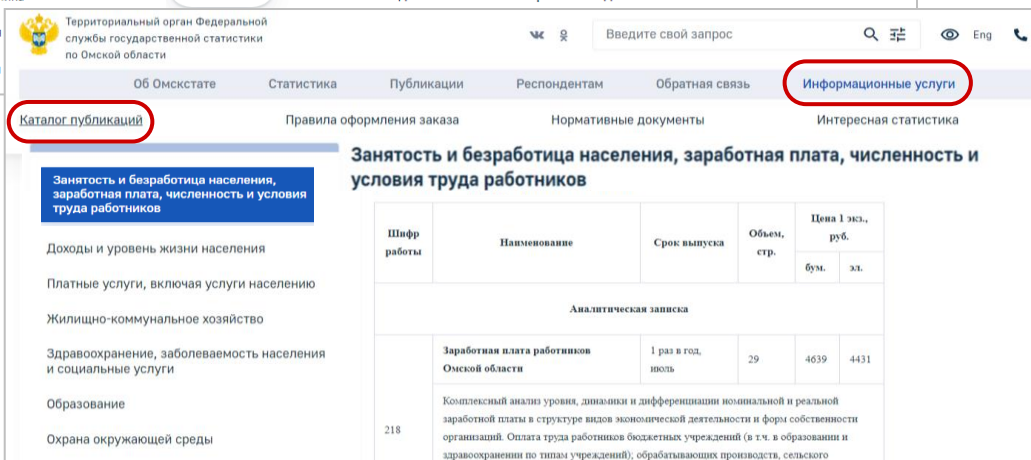 Территориальный орган Федеральной
службы государственной статистики
по Омской области
Введите свой запрос
Eng
Об Омскстате
Статистика
Публикации
Респондентам
Обратная связь
Информационные услуги
Каталог публикаций
Правила оформления заказа
Нормативные документы
Интересная статистика
Занятость и безработица населения,
заработная плата, численность и условия
труда работников
Доходы и уровень жизни населения
Платные услуги, включая услуги населению
Жилищно-коммунальное хозяйство
Здравоохранение, заболеваемость населения
и социальные услуги
Образование
Охрана окружающей среды
Занятость и безработица населения, заработная плата, численность и
условия труда работников
Шифр
работы
Наименование
Срок выпуска
Объем,
стр.
Цена 1 экз.,
руб.
бум.
эл.
Аналитическая записка
218
Заработная плата работников
Омской области
1 раз в год,
июль
29
4639
4431
Комплексный анализ уровня, динамики и дифференциации номинальной и реальной
заработной платы в структуре видов экономической деятельности и форм собственности
организаций. Оплата труда работников бюджетных учреждений (в т.ч. в образовании и
здравоохранении по типам учреждений); обрабатывающих производств, сельского